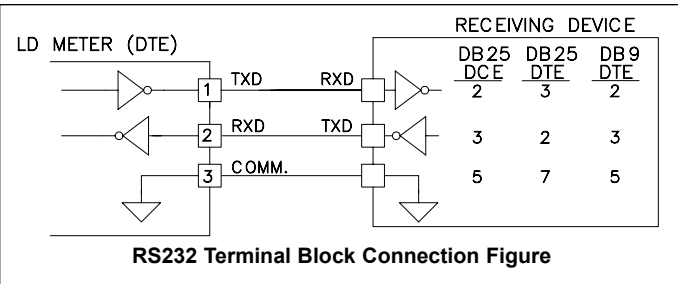 RECEIVING DEVICE
LD METER (DTE)
DB25 DB25 DB9
DCE DTE DTE
1 TXD RXD 2 3 2
2 RXD TXD 3 2 3
3 COMM. 5 7 5
RS232 Terminal Block Connection Figure